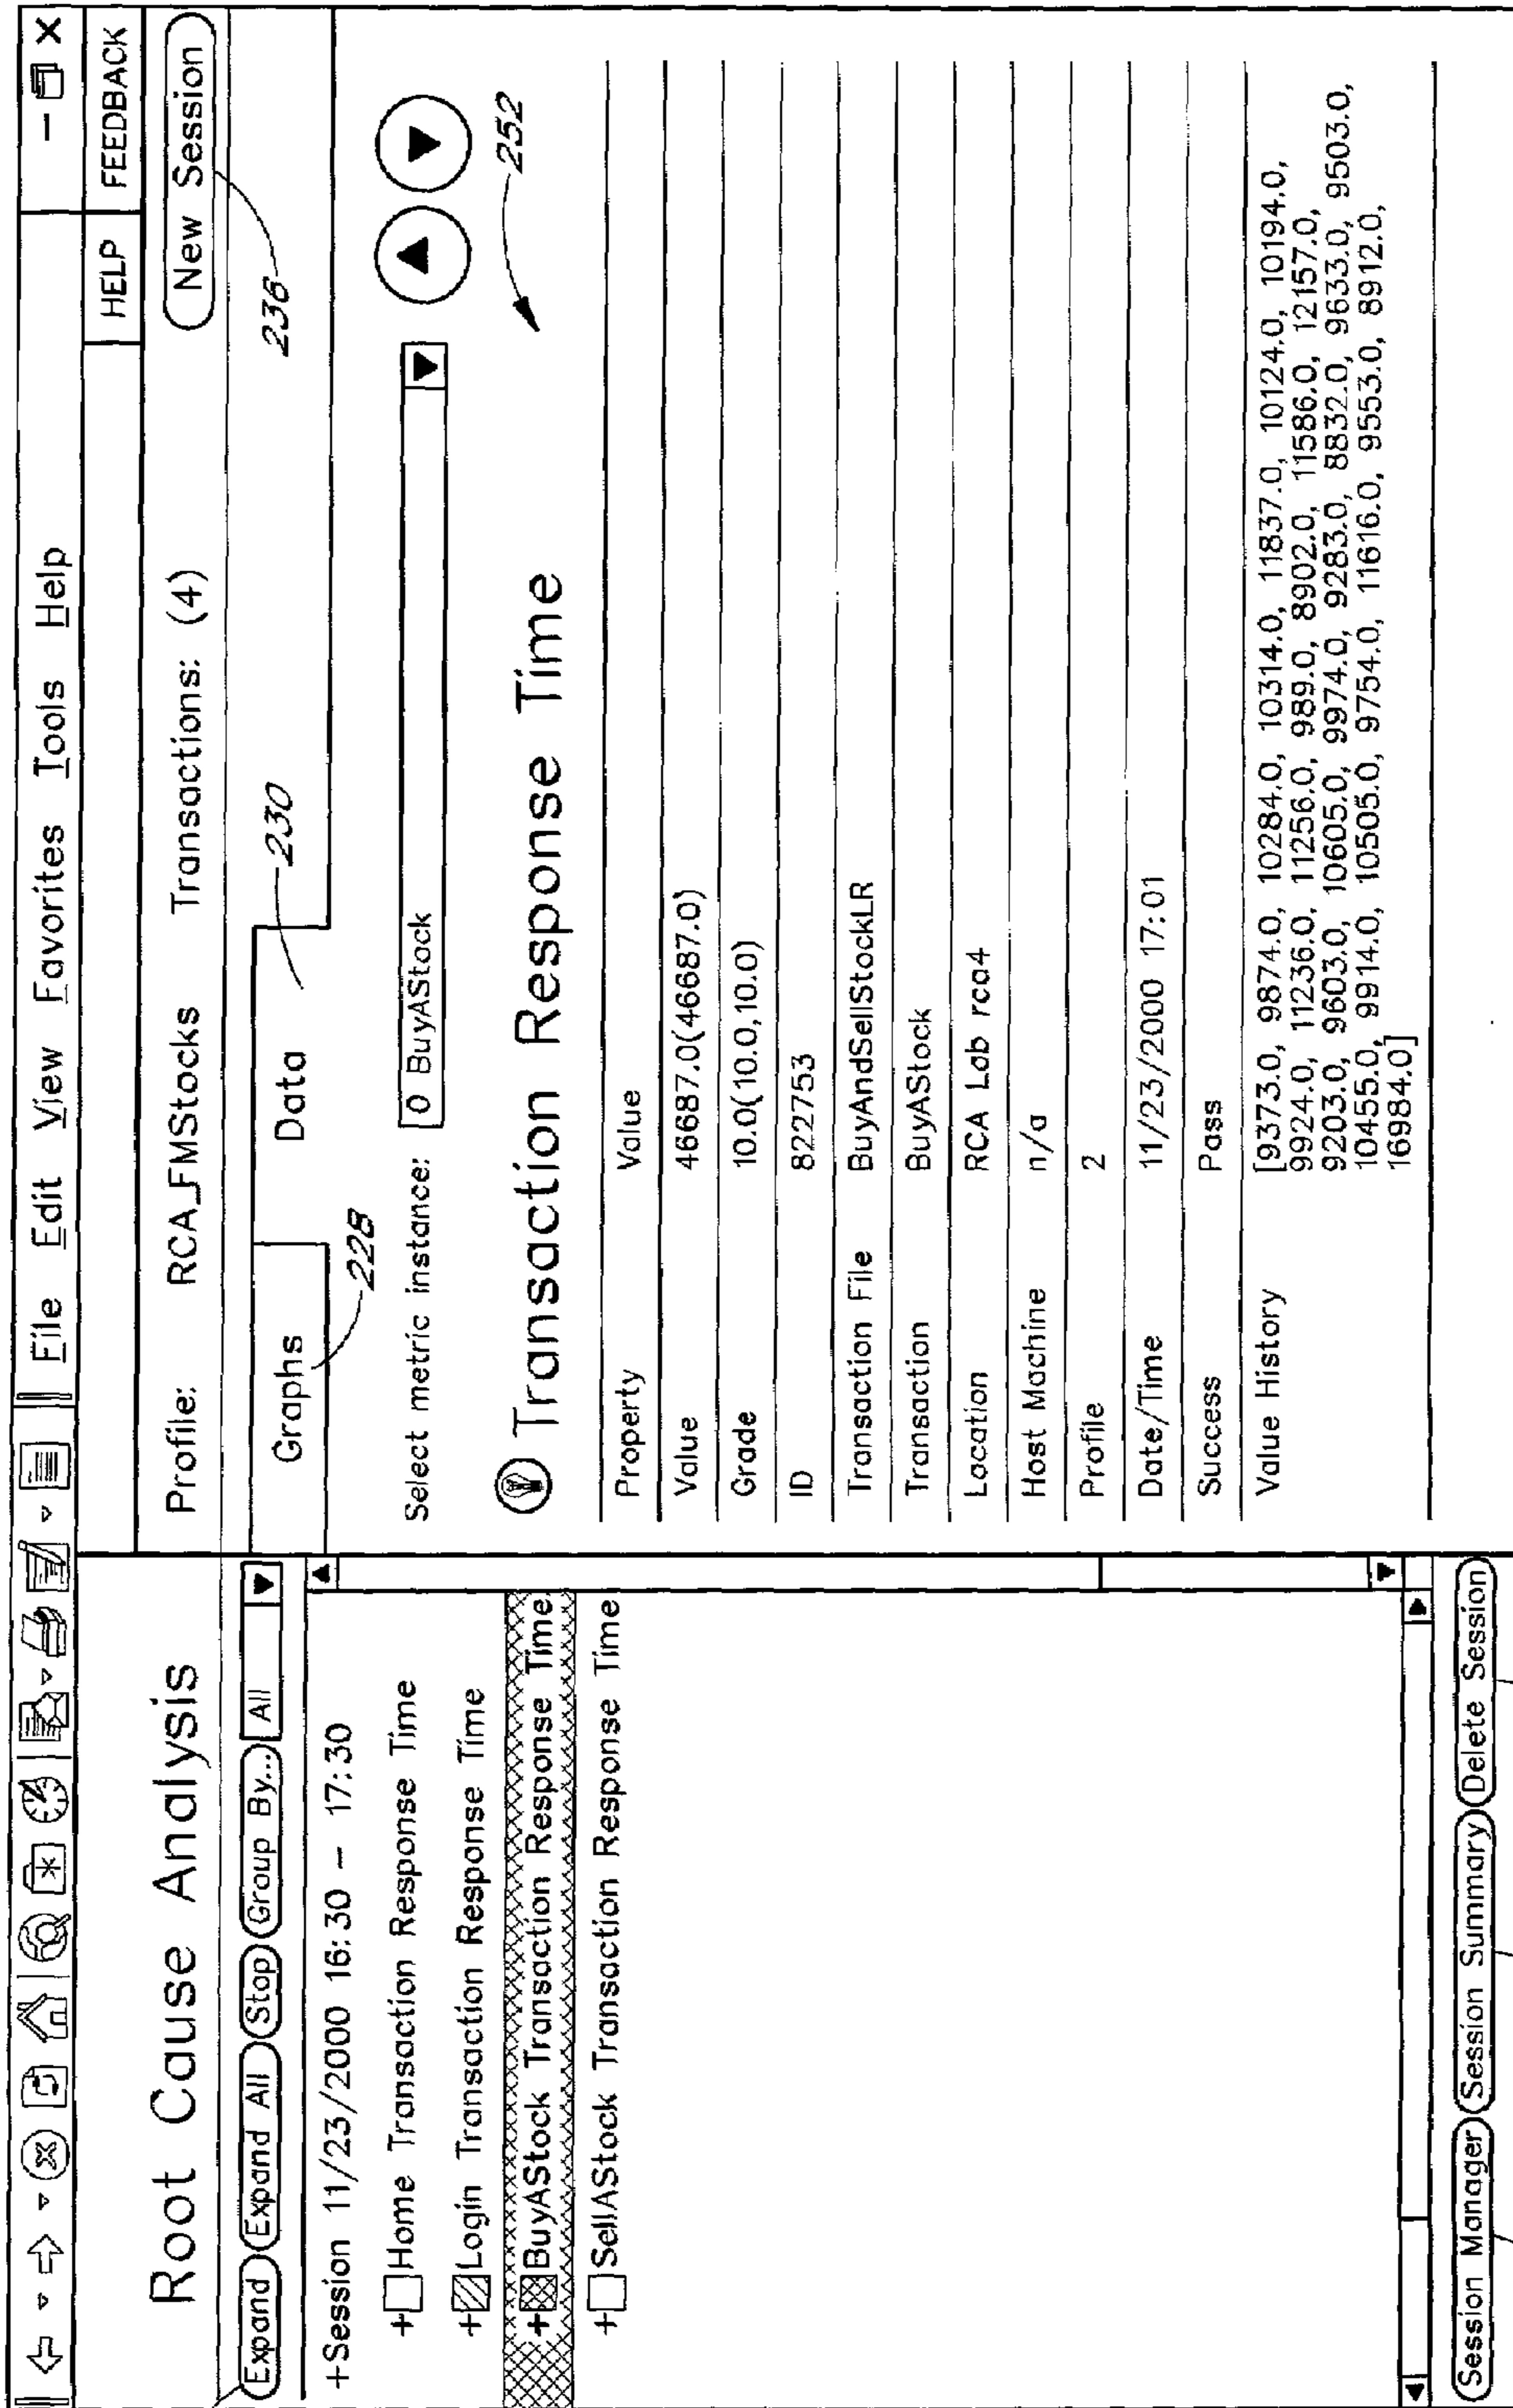 File Edit View Favorites Tools Help
HELP FEEDBACK
Root Cause Analysis
Profile: RCA_FMStocks Transactions: (4) New Session
236
Expand Expand All Stop Group By... All
Graphs Data
228
230
+Session 11/23/2000 16:30 - 17:30
+Home Transaction Response Time
+Login Transaction Response Time
+BuyAStock Transaction Response Time
+SellAStock Transaction Response Time
Select metric instance: 0 BuyAStock
252
Transaction Response Time
Property Value
Value 46687.0(46687.0)
Grade 10.0(10.0,10.0)
ID 822753
Transaction File BuyAndSellStockLR
Transaction BuyAStock
Location RCA Lab rca4
Host Machine n/a
Profile 2
Date/Time 11/23/2000 17:01
Success Pass
Value History [9373.0, 9874.0, 10284.0, 10314.0, 11837.0, 10124.0, 10194.0,
9924.0, 11236.0, 11256.0, 989.0, 8902.0, 11586.0, 12157.0,
9203.0, 9603.0, 10605.0, 9974.0, 9283.0, 8832.0, 9633.0, 9503.0,
10455.0, 9914.0, 10505.0, 9754.0, 11616.0, 9553.0, 8912.0,
16984.0]
Session Manager Session Summary Delete Session